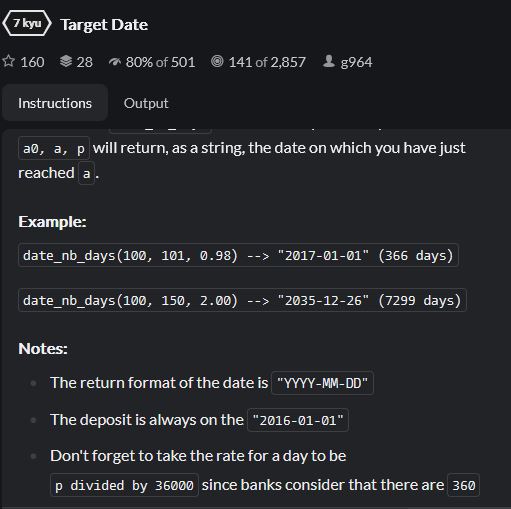 7 kyu Target Date
160 28 80% of 501 141 of 2,857 g964
Instructions Output
a0, a, p will return, as a string, the date on which you have just
reached a.
Example:
date_nb_days(100, 101, 0.98) --> "2017-01-01" (366 days)
date_nb_days(100, 150, 2.00) --> "2035-12-26" (7299 days)
Notes:
The return format of the date is "YYYY-MM-DD"
The deposit is always on the "2016-01-01"
Don't forget to take the rate for a day to be
p divided by 36000 since banks consider that there are 360